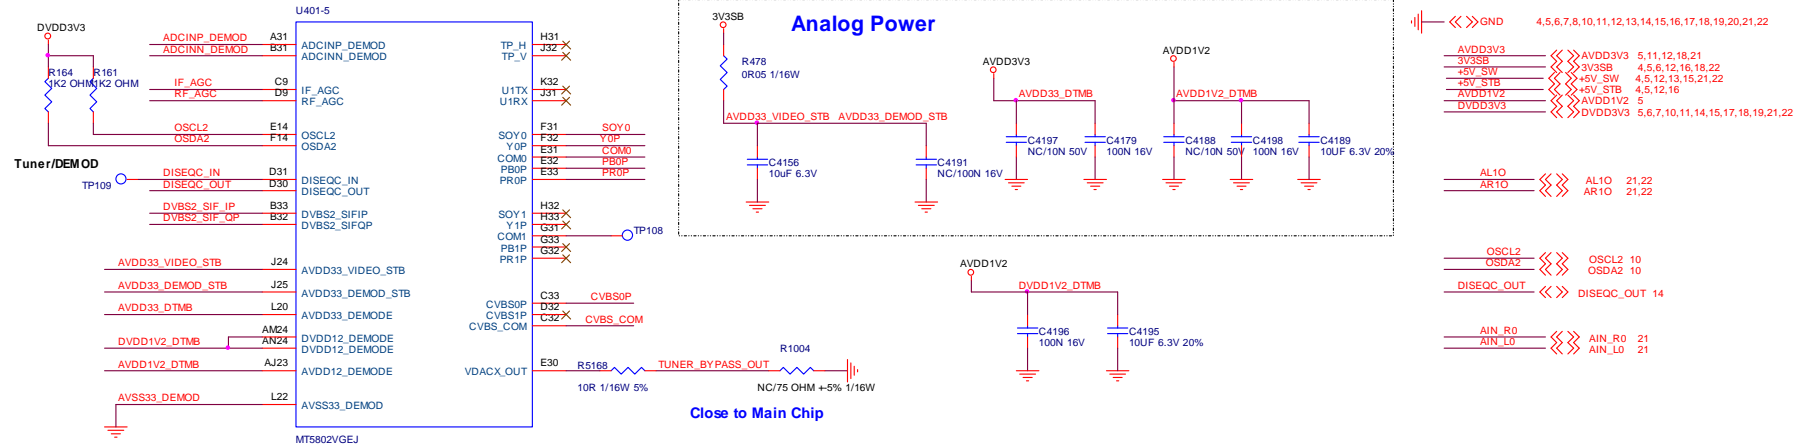 U401-5
DVDD3V3
R164
1K2 OHM
R161
1K2 OHM
ADCINP_DEMOD A31 ADCINP_DEMOD
ADCINN_DEMOD B31 ADCINN_DEMOD
IF_AGC C9 IF_AGC
RF_AGC D9 RF_AGC
OSCL2 E14 OSCL2
OSDA2 F14 OSDA2
Tuner/DEMOD
TP109
DISEQC_IN D31 DISEQC_IN
DISEQC_OUT D30 DISEQC_OUT
DVBS2_SIF_IP B33 DVBS2_SIFIP
DVBS2_SIF_QP B32 DVBS2_SIFQP
AVDD33_VIDEO_STB J24 AVDD33_VIDEO_STB
AVDD33_DEMOD_STB J25 AVDD33_DEMOD_STB
AVDD33_DTMB L20 AVDD33_DEMODE
AM24 DVDD12_DEMODE
DVDD1V2_DTMB AN24 DVDD12_DEMODE
AVDD1V2_DTMB AJ23 AVDD12_DEMODE
AVSS33_DEMOD L22 AVSS33_DEMOD
MT5802VGEJ
TP_H H31
TP_V J32
U1TX K32
U1RX J31
SOY0 F31 SOY0
Y0P F32 Y0P
COM0 E31 COM0
PB0P E32 PB0P
PR0P E33 PR0P
SOY1 H32
Y1P H33
COM1 G31 TP108
PB1P G33
PR1P G32
CVBS0P C33 CVBS0P
CVBS1P D32
CVBS_COM C32 CVBS_COM
VDACX_OUT E30
R5168
10R 1/16W 5%
TUNER_BYPASS_OUT
R1004
NC/75 OHM +-5% 1/16W
Close to Main Chip
Analog Power
3V3SB
R478
0R05 1/16W
AVDD33_VIDEO_STB AVDD33_DEMOD_STB
C4156
10uF 6.3V
C4191
NC/100N 16V
AVDD3V3
AVDD33_DTMB
C4197
NC/10N 50V
C4179
100N 16V
AVDD1V2
AVDD1V2_DTMB
C4188
NC/10N 50V
C4198
100N 16V
C4189
10UF 6.3V 20%
AVDD1V2
DVDD1V2_DTMB
C4196
100N 16V
C4195
10UF 6.3V 20%
GND 4,5,6,7,8,10,11,12,13,14,15,16,17,18,19,20,21,22
AVDD3V3 AVDD3V3 5,11,12,18,21
3V3SB 3V3SB 4,5,6,12,16,18,22
+5V_SW +5V_SW 4,5,12,13,15,21,22
+5V_STB +5V_STB 4,5,12,16
AVDD1V2 AVDD1V2 5
DVDD3V3 DVDD3V3 5,6,7,10,11,12,14,15,17,18,19,21,22
AL1O AL1O 21,22
AR1O AR1O 21,22
OSCL2 OSCL2 10
OSDA2 OSDA2 10
DISEQC_OUT DISEQC_OUT 14
AIN_R0 AIN_R0 21
AIN_L0 AIN_L0 21